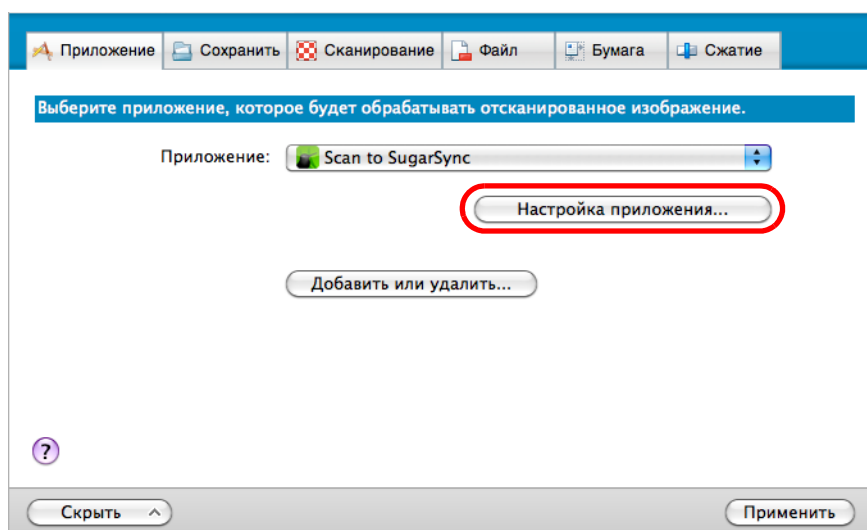 Приложение Сохранить Сканирование Файл Бумага Сжатие
Выберите приложение, которое будет обрабатывать отсканированное изображение.
Приложение: Scan to SugarSync
Настройка приложения...
Добавить или удалить...
?
Скрыть Применить